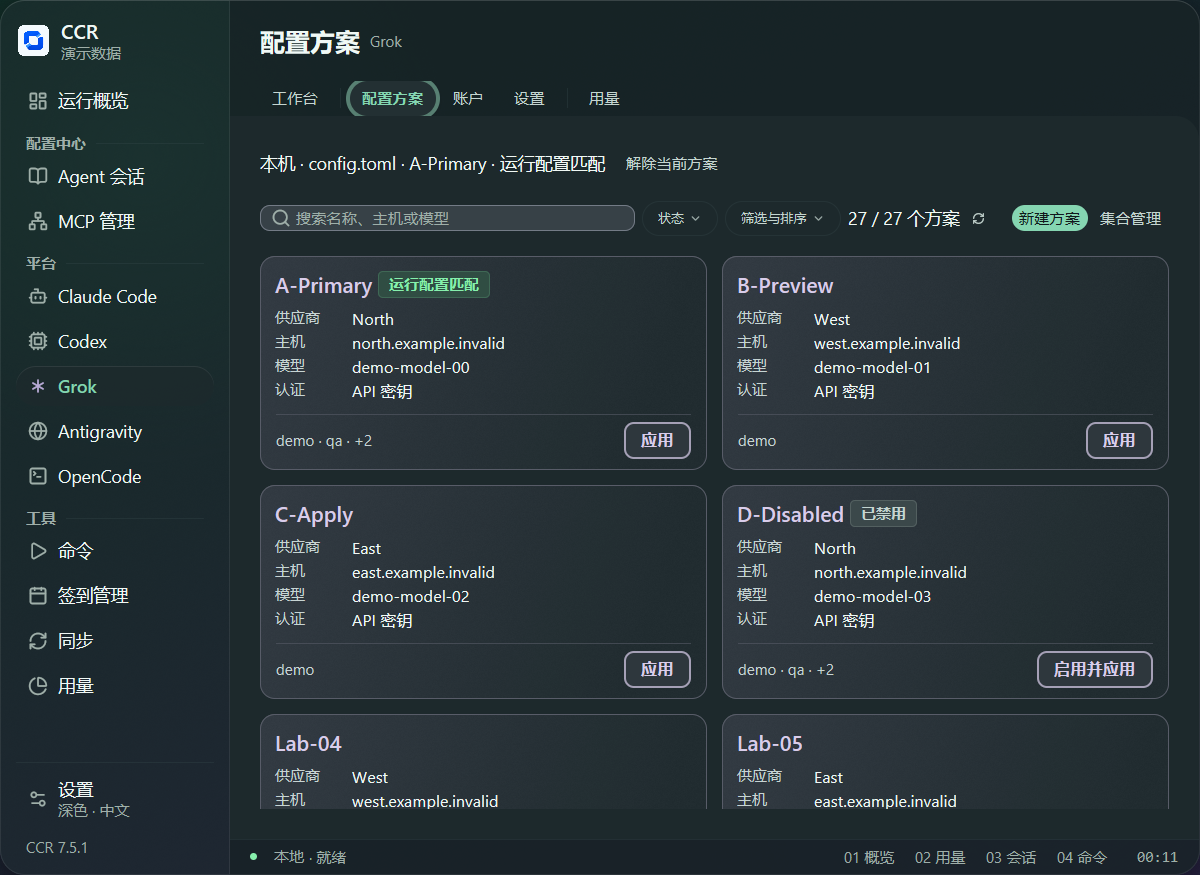 CCR
演示数据
运行概览
配置中心
Agent 会话
MCP 管理
平台
Claude Code
Codex
Grok
Antigravity
OpenCode
工具
命令
签到管理
同步
用量
设置
深色 · 中文
CCR 7.5.1
配置方案 Grok
工作台 配置方案 账户 设置 用量
本机 · config.toml · A-Primary · 运行配置匹配 解除当前方案
搜索名称、主机或模型 状态 筛选与排序 27 / 27 个方案 新建方案 集合管理
A-Primary 运行配置匹配
供应商 North
主机 north.example.invalid
模型 demo-model-00
认证 API 密钥
demo · qa · +2 应用
B-Preview
供应商 West
主机 west.example.invalid
模型 demo-model-01
认证 API 密钥
demo 应用
C-Apply
供应商 East
主机 east.example.invalid
模型 demo-model-02
认证 API 密钥
demo 应用
D-Disabled 已禁用
供应商 North
主机 north.example.invalid
模型 demo-model-03
认证 API 密钥
demo · qa · +2 启用并应用
Lab-04
供应商 West
主机 west.example.invalid
Lab-05
供应商 East
主机 east.example.invalid
本地 · 就绪 01 概览 02 用量 03 会话 04 命令 00:11